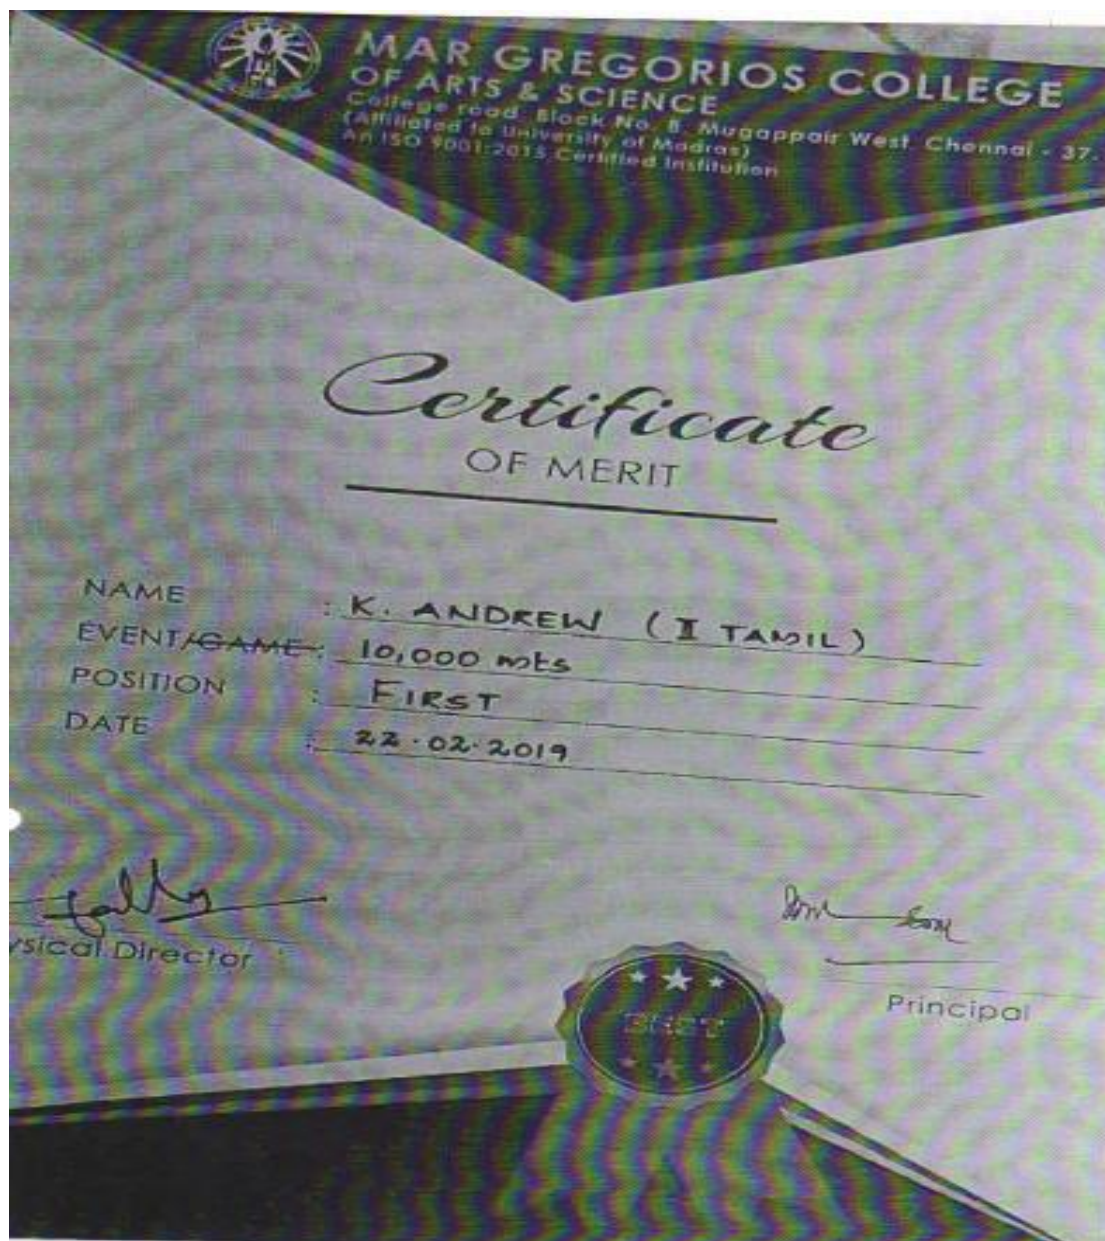 MAR GREGORIOS COLLEGE
OF ARTS & SCIENCE
College road, Block No. 8, Mugappair West, Chennai - 37.
(Affiliated to University of Madras)
An ISO 9001:2015 Certified Institution
Certificate
OF MERIT
NAME : K. ANDREW (II TAMIL)
EVENT/GAME : 10,000 mts
POSITION : FIRST
DATE : 22.02.2019
ysical Director
Principal